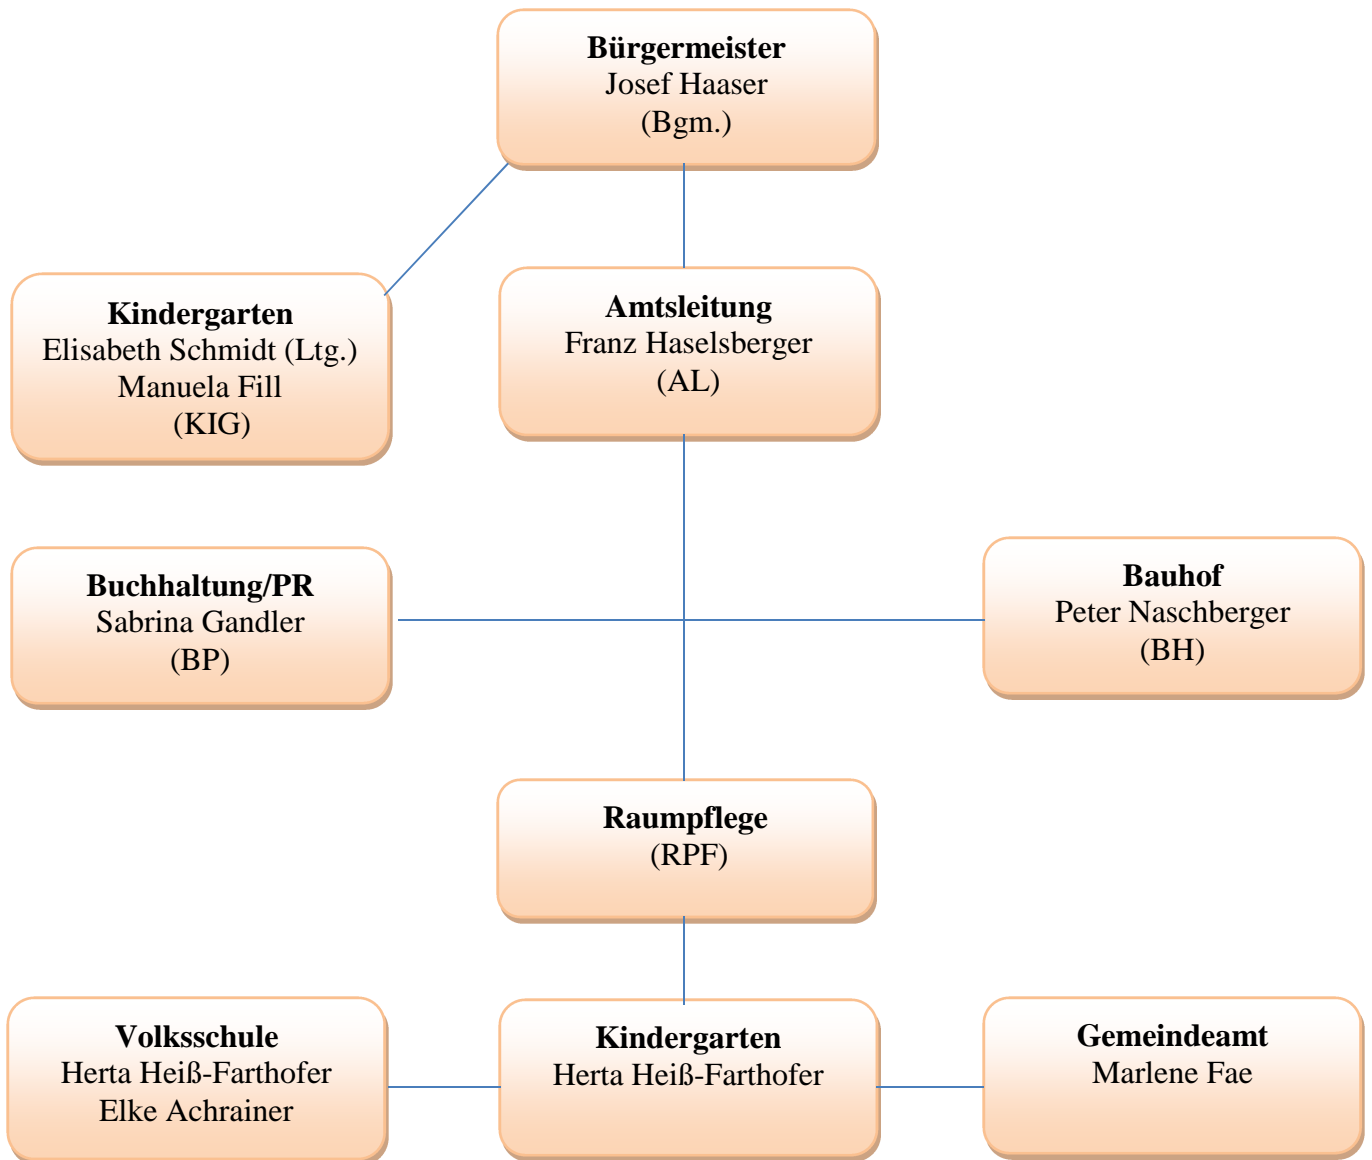 Bürgermeister
Josef Haaser
(Bgm.)
Kindergarten
Elisabeth Schmidt (Ltg.)
Manuela Fill
(KIG)
Amtsleitung
Franz Haselsberger
(AL)
Buchhaltung/PR
Sabrina Gandler
(BP)
Bauhof
Peter Naschberger
(BH)
Raumpflege
(RPF)
Volksschule
Herta Heiß-Farthofer
Elke Achrainer
Kindergarten
Herta Heiß-Farthofer
Gemeindeamt
Marlene Fae